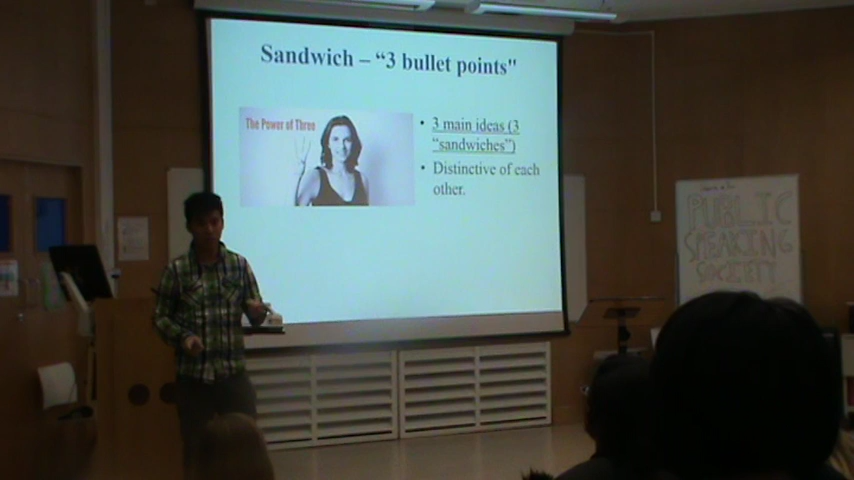 Sandwich – “3 bullet points"
The Power of Three
• 3 main ideas (3
“sandwiches”)
• Distinctive of each
other.
PUBLIC
SPEAKING
SOCIETY